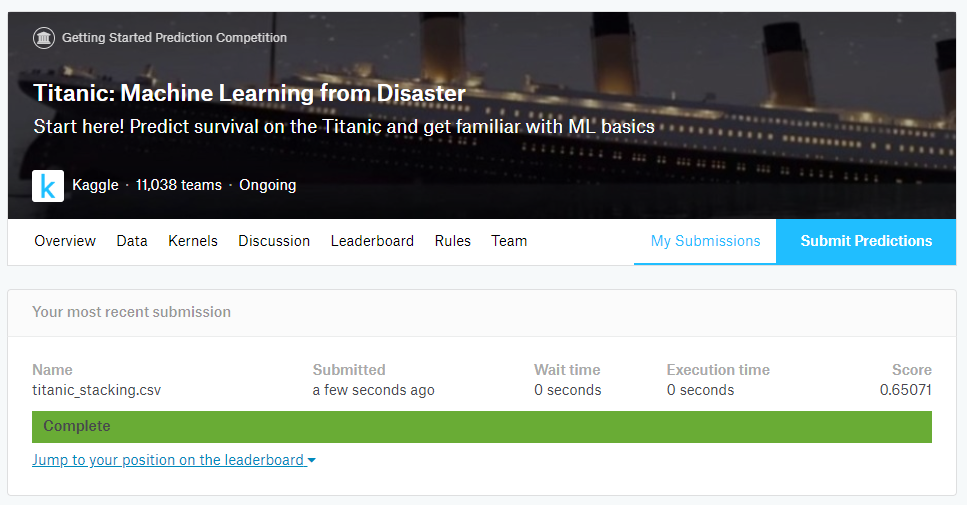 Getting Started Prediction Competition
Titanic: Machine Learning from Disaster
Start here! Predict survival on the Titanic and get familiar with ML basics
k Kaggle · 11,038 teams · Ongoing
Overview Data Kernels Discussion Leaderboard Rules Team My Submissions Submit Predictions
Your most recent submission
Name Submitted Wait time Execution time Score
titanic_stacking.csv a few seconds ago 0 seconds 0 seconds 0.65071
Complete
Jump to your position on the leaderboard